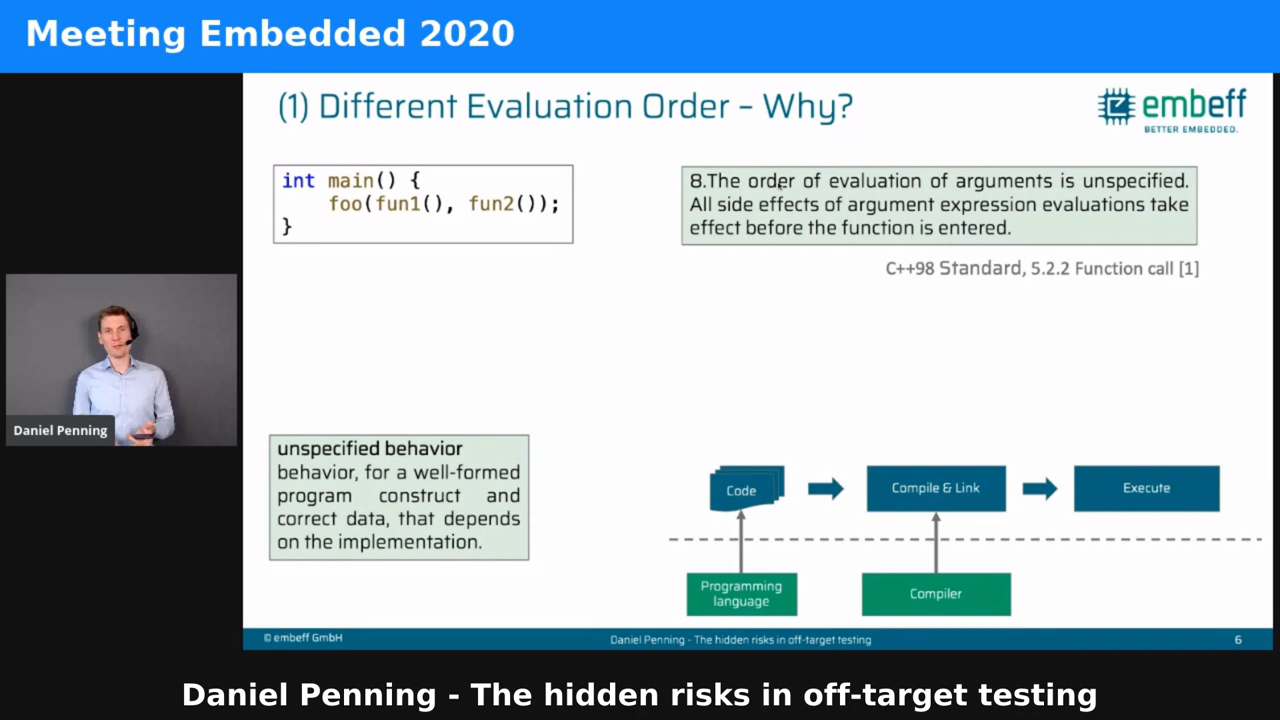 Meeting Embedded 2020
(1) Different Evaluation Order – Why?
embeff
BETTER EMBEDDED.
int main() {
foo(fun1(), fun2());
}
8.The order of evaluation of arguments is unspecified.
All side effects of argument expression evaluations take
effect before the function is entered.
C++98 Standard, 5.2.2 Function call [1]
Daniel Penning
unspecified behavior
behavior, for a well-formed
program construct and
correct data, that depends
on the implementation.
Code
Compile & Link
Execute
Programming
language
Compiler
© embeff GmbH
Daniel Penning - The hidden risks in off-target testing
6
Daniel Penning - The hidden risks in off-target testing